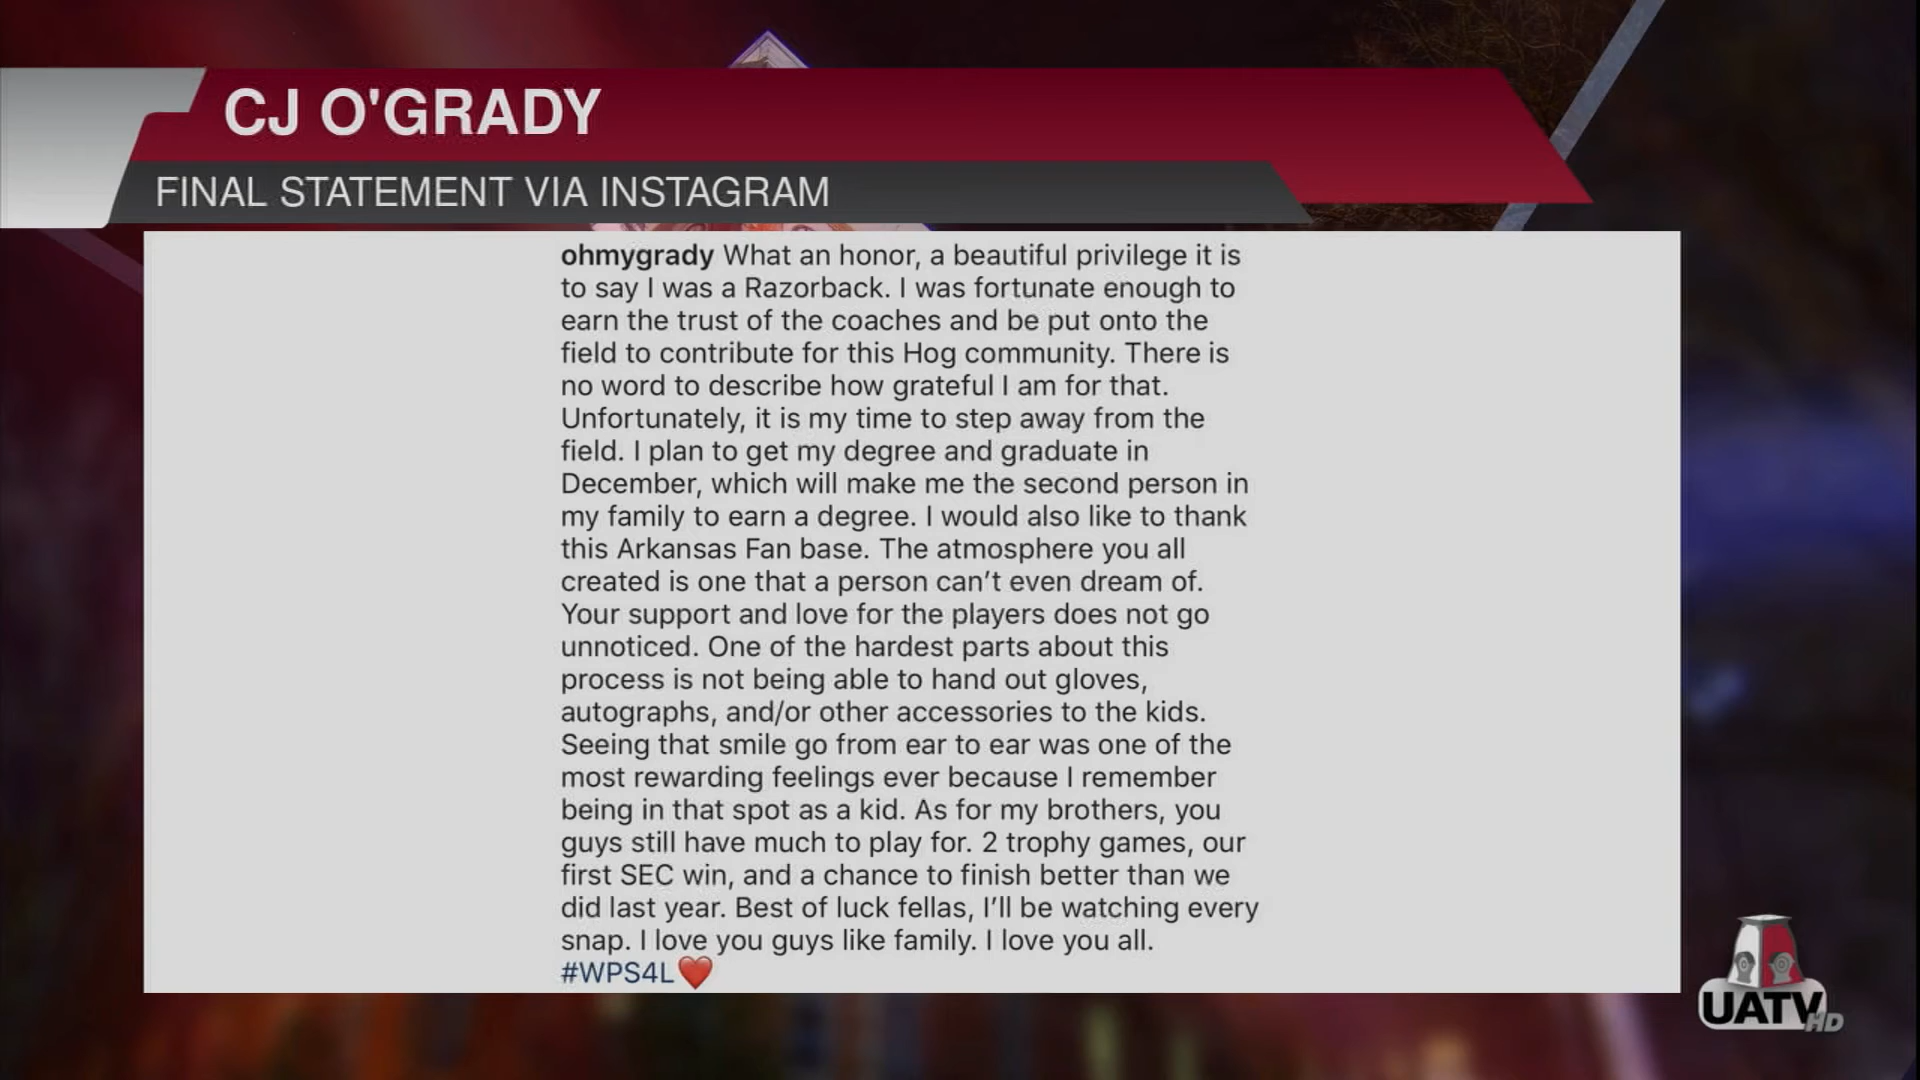 CJ O'GRADY
FINAL STATEMENT VIA INSTAGRAM
ohmygrady What an honor, a beautiful privilege it is
to say I was a Razorback. I was fortunate enough to
earn the trust of the coaches and be put onto the
field to contribute for this Hog community. There is
no word to describe how grateful I am for that.
Unfortunately, it is my time to step away from the
field. I plan to get my degree and graduate in
December, which will make me the second person in
my family to earn a degree. I would also like to thank
this Arkansas Fan base. The atmosphere you all
created is one that a person can’t even dream of.
Your support and love for the players does not go
unnoticed. One of the hardest parts about this
process is not being able to hand out gloves,
autographs, and/or other accessories to the kids.
Seeing that smile go from ear to ear was one of the
most rewarding feelings ever because I remember
being in that spot as a kid. As for my brothers, you
guys still have much to play for. 2 trophy games, our
first SEC win, and a chance to finish better than we
did last year. Best of luck fellas, I’ll be watching every
snap. I love you guys like family. I love you all.
#WPS4L❤️
UATV HD